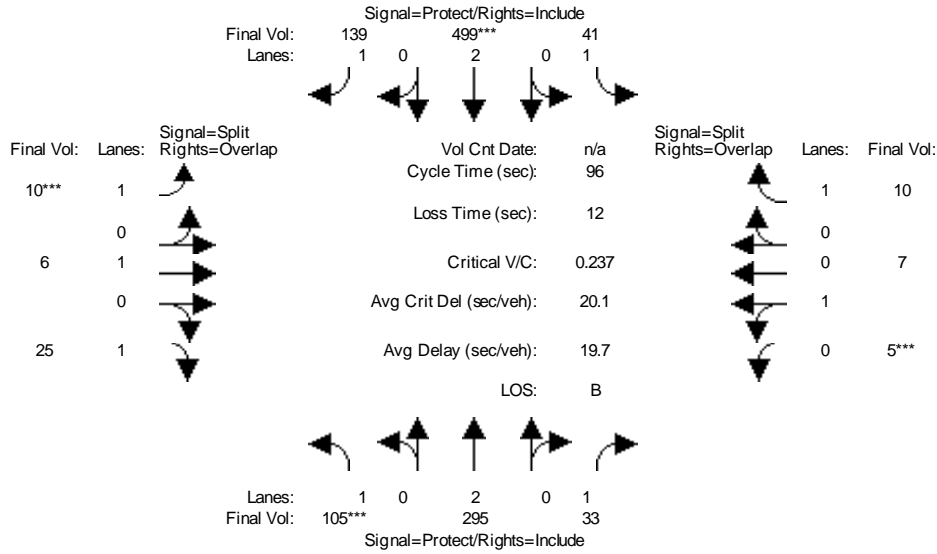 Signal=Protect/Rights=Include
Final Vol: 139 499*** 41
Lanes: 1 0 2 0 1
Signal=Split
Final Vol: Lanes: Rights=Overlap
Vol Cnt Date: n/a
Signal=Split
Rights=Overlap Lanes: Final Vol:
Cycle Time (sec): 96
10*** 1
1 10
Loss Time (sec): 12
0
0
6 1
Critical V/C: 0.237
0 7
0
Avg Crit Del (sec/veh): 20.1
1
25 1
Avg Delay (sec/veh): 19.7
0 5***
LOS: B
Lanes: 1 0 2 0 1
Final Vol: 105*** 295 33
Signal=Protect/Rights=Include